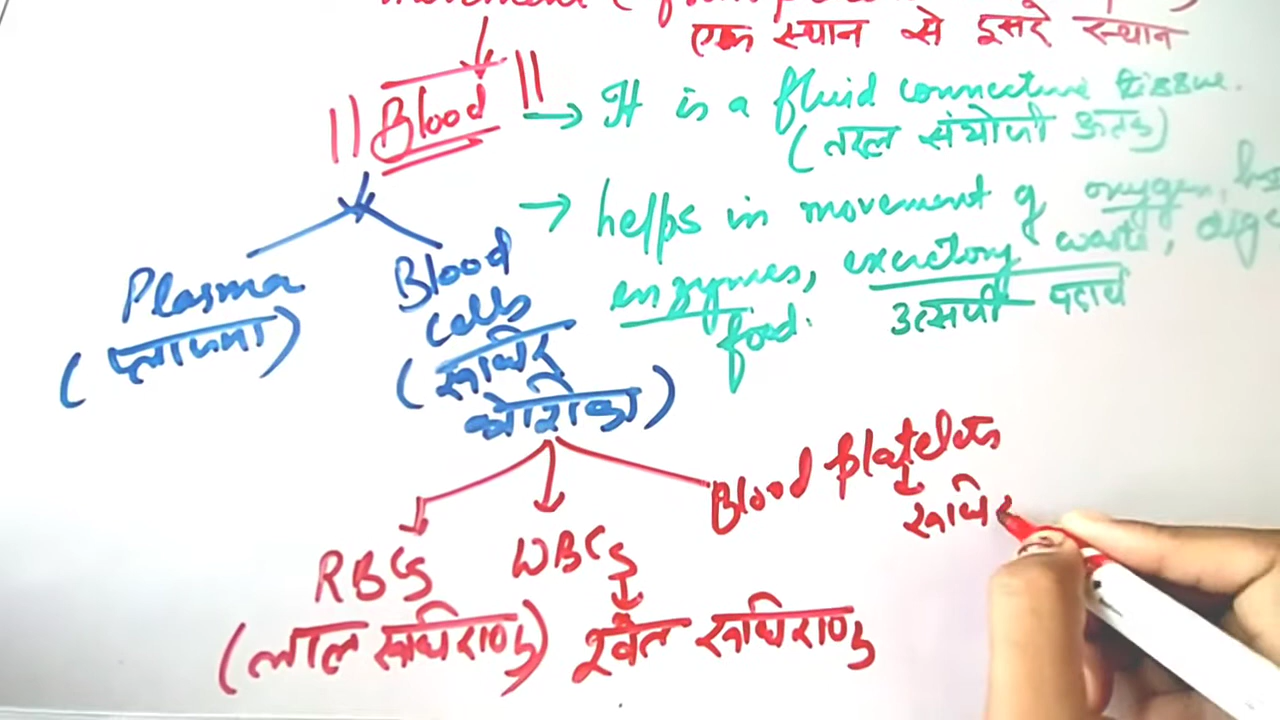 एक स्थान से दूसरे स्थान
|| Blood ||
→ It is a fluid connective tissue.
(तरल संयोजी ऊतक)
→ helps in movement of oxygen,
enzymes, excretory waste,
food.
उत्सर्जी पदार्थ
Plasma
(प्लाज्मा)
Blood
cells
(रूधिर
कोशिका)
RBCs
(लाल रूधिराणु)
WBCs
श्वेत रूधिराणु
Blood platelets
रूधिर